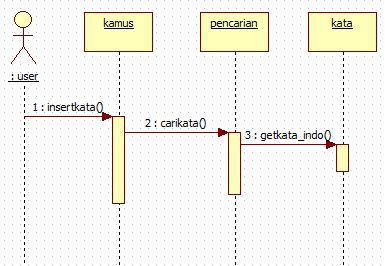 kamus
pencarian
kata
: user
1 : insertkata()
2 : carikata()
3 : getkata_indo()